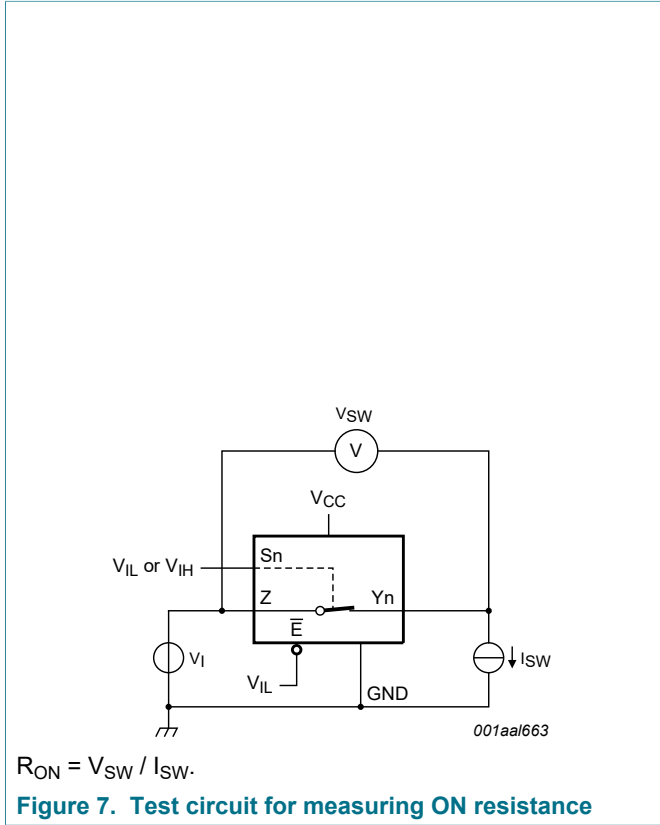 VSW
V
VCC
VIL or VIH
Sn
Z
Yn
E̅
VI
ISW
VIL
GND
001aal663
RON = VSW / ISW.
Figure 7. Test circuit for measuring ON resistance